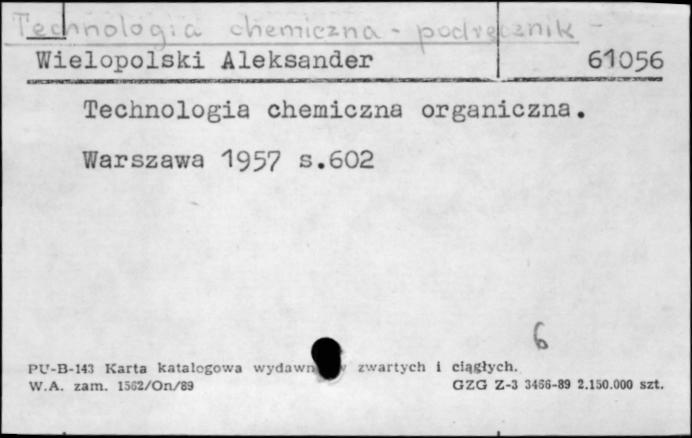 Technologia chemiczna - podręcznik
Wielopolski Aleksander 61056
Technologia chemiczna organiczna.
Warszawa 1957 s.602
6
PU-B-143 Karta katalogowa zwartych i ciągłych.
W.A. zam. 1562/On/89 GZG Z-3 3466-89 2.150.000 szt.